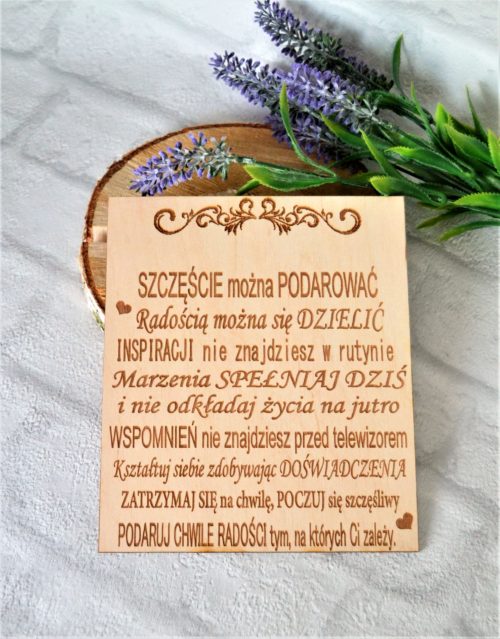 SZCZĘŚCIE można PODAROWAĆ
Radością można się DZIELIĆ
INSPIRACJI nie znajdziesz w rutynie
Marzenia SPEŁNIAJ DZIŚ
i nie odkładaj życia na jutro
WSPOMNIEŃ nie znajdziesz przed telewizorem
Kształtuj siebie zdobywając DOŚWIADCZENIA
ZATRZYMAJ SIĘ na chwilę, POCZUJ się szczęśliwy
PODARUJ CHWILE RADOŚCI tym, na których Ci zależy.